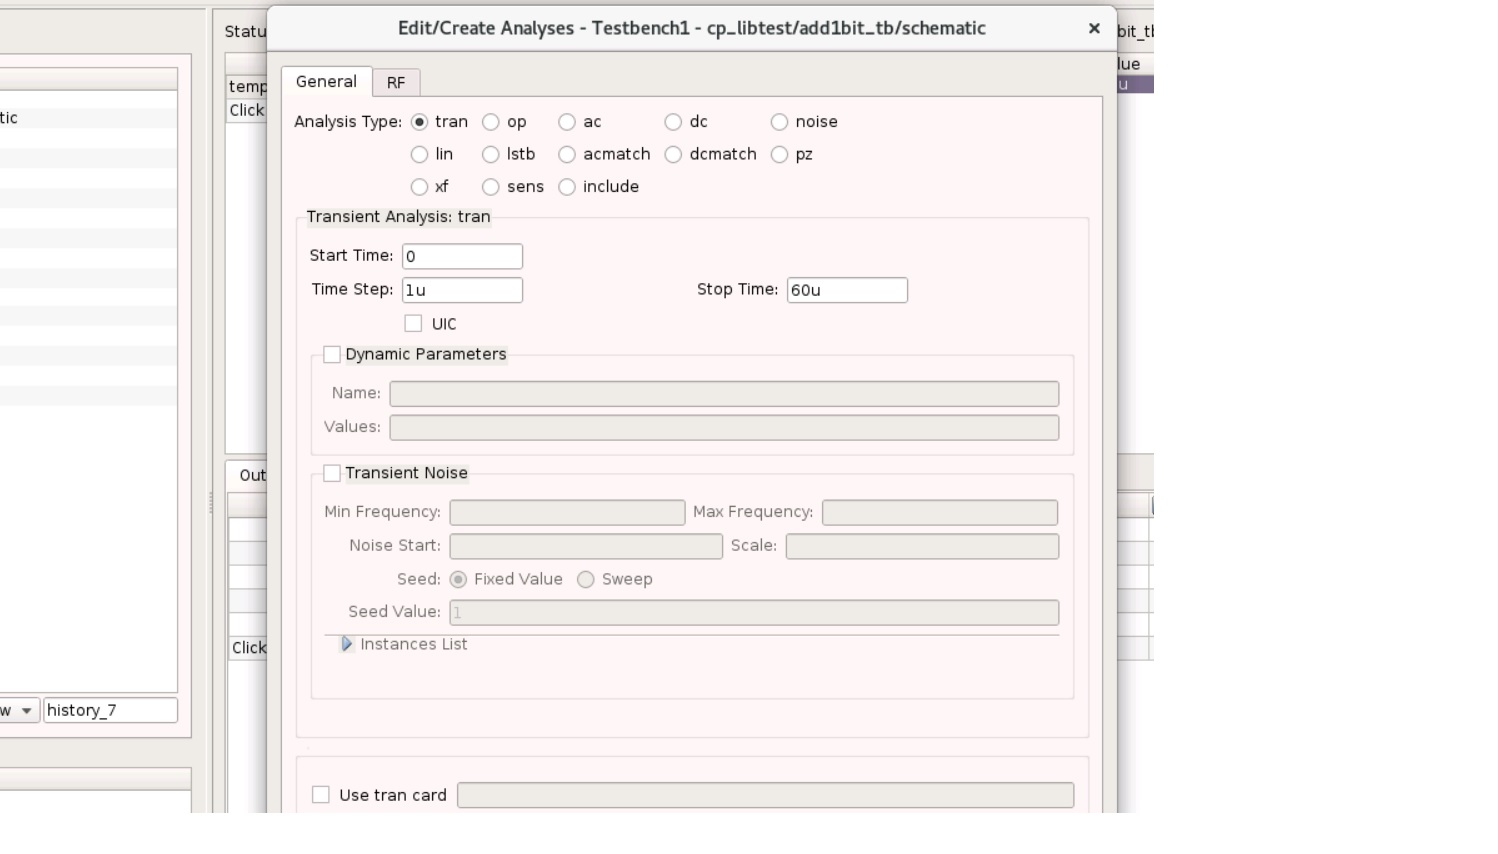 Edit/Create Analyses - Testbench1 - cp_libtest/add1bit_tb/schematic
General RF
Analysis Type: tran op ac dc noise
lin lstb acmatch dcmatch pz
xf sens include
Transient Analysis: tran
Start Time: 0
Time Step: 1u Stop Time: 60u
UIC
Dynamic Parameters
Name:
Values:
Transient Noise
Min Frequency: Max Frequency:
Noise Start: Scale:
Seed: Fixed Value Sweep
Seed Value: 1
Instances List
Use tran card
tic
history_7
w
Statu
temp
Click
Out
Click
bit_tb
lue
u